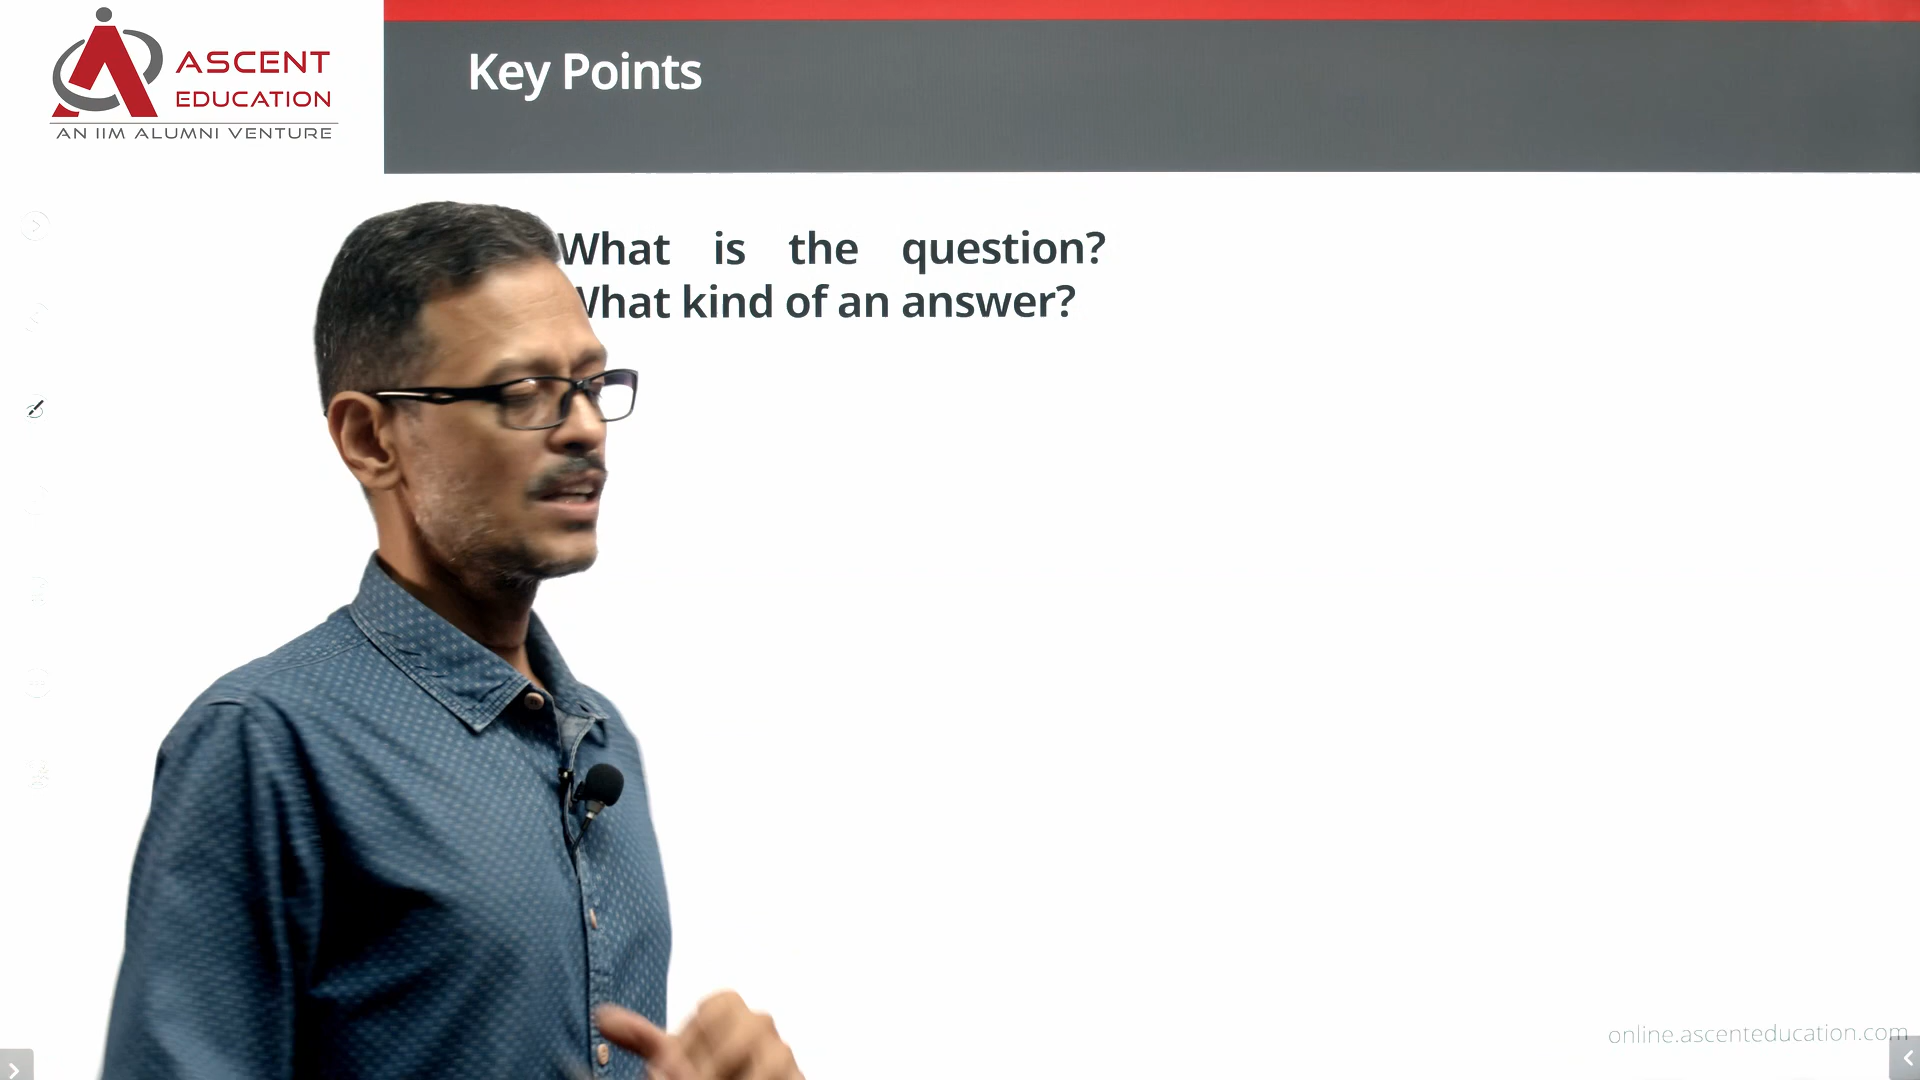 ASCENT
EDUCATION
AN IIM ALUMNI VENTURE
Key Points
What is the question?
What kind of an answer?
online.ascenteducation.com